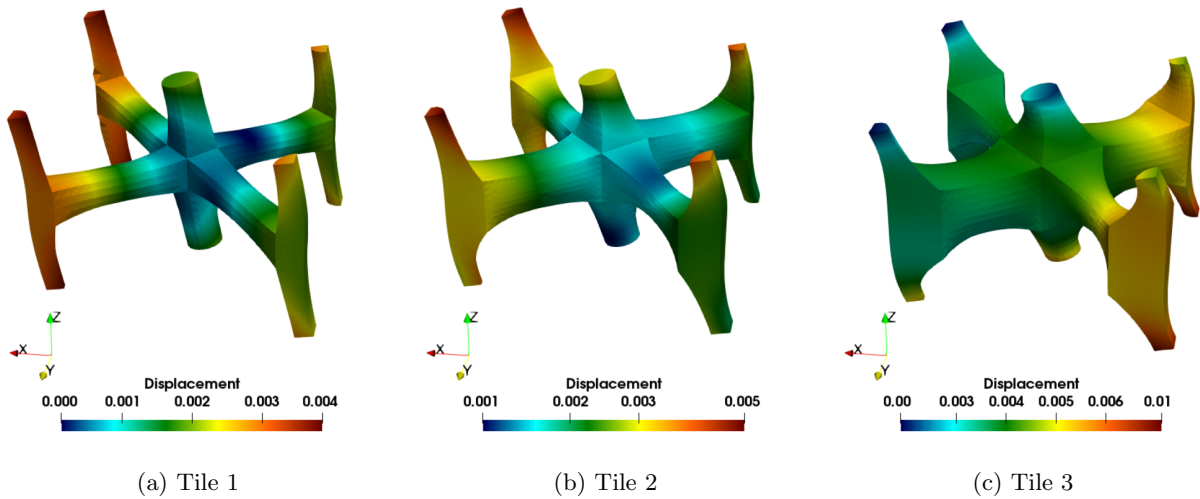 Z
X
Y
Displacement
0.000 0.001 0.002 0.003 0.004
(a) Tile 1
Z
X
Y
Displacement
0.001 0.002 0.003 0.005
(b) Tile 2
Z
X
Y
Displacement
0.00 0.003 0.004 0.005 0.006 0.01
(c) Tile 3